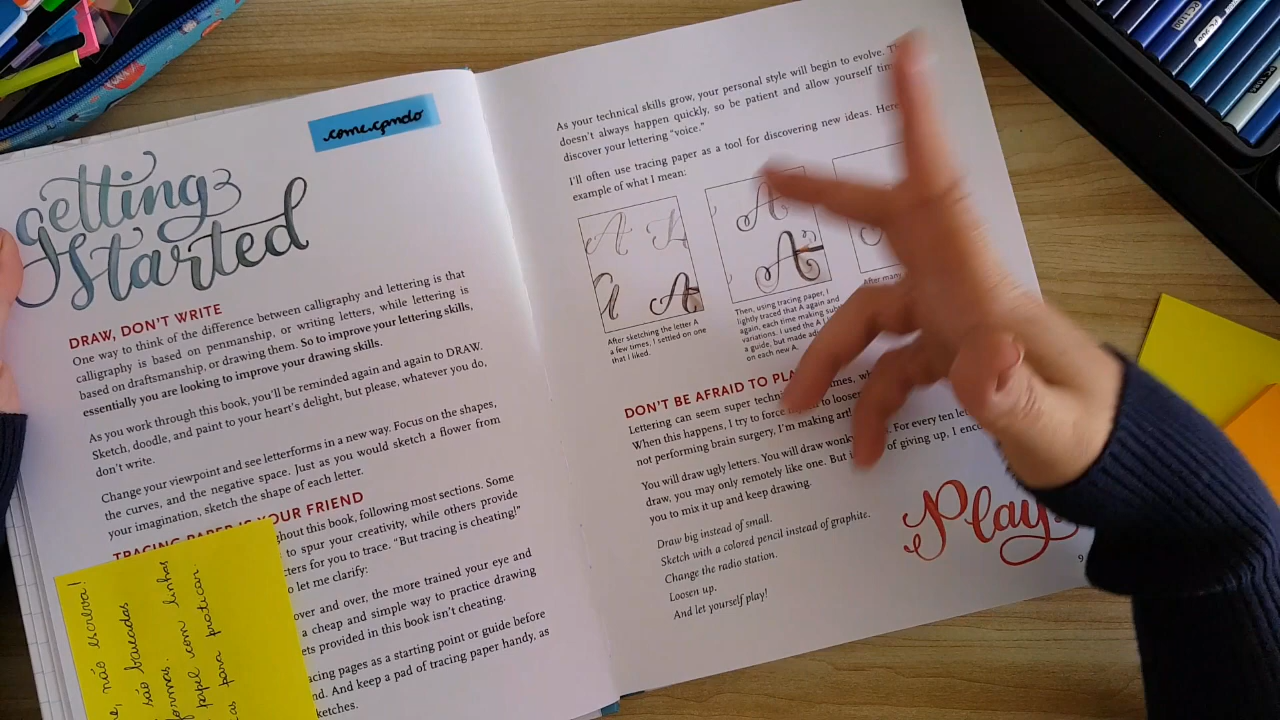 come.çando
getting
started
DRAW, DON'T WRITE
One way to think of the difference between calligraphy and lettering is that
calligraphy is based on penmanship, or writing letters, while lettering is
based on draftsmanship, or drawing them. So to improve your lettering skills,
essentially you are looking to improve your drawing skills.
As you work through this book, you'll be reminded again and again to DRAW.
Sketch, doodle, and paint to your heart's delight, but please, whatever you do,
don't write.
Change your viewpoint and see letterforms in a new way. Focus on the shapes,
the curves, and the negative space. Just as you would sketch a flower from
your imagination, sketch the shape of each letter.
TRACING PAPER IS YOUR FRIEND
out this book, following most sections. Some
to spur your creativity, while others provide
for you to trace. "But tracing is cheating!"
let me clarify:
over and over, the more trained your eye and
a cheap and simple way to practice drawing
provided in this book isn't cheating.
pages as a starting point or guide before
And keep a pad of tracing paper handy, as
não escreva!
são baseadas
formas.
papel com linhas
para praticar.
As your technical skills grow, your personal style will begin to evolve.
doesn't always happen quickly, so be patient and allow yourself
discover your lettering "voice."
I'll often use tracing paper as a tool for discovering new ideas. Here
example of what I mean:
A
A
A
A
After sketching the letter A
a few times, I settled on one
that I liked.
Then, using tracing paper, I
lightly traced that A again and
again, each time making
variations. I used the A
a guide, but made
on each new A.
After many
DON'T BE AFRAID TO
Lettering can seem super
When this happens, I try to force to
not performing brain surgery, I'm making art!
You will draw ugly letters. You will draw For every ten
draw, you may only remotely like one. But of giving up, I
you to mix it up and keep drawing.
Draw big instead of small.
Sketch with a colored pencil instead of graphite.
Change the radio station.
Loosen up.
And let yourself play!
Play
9
PC1100